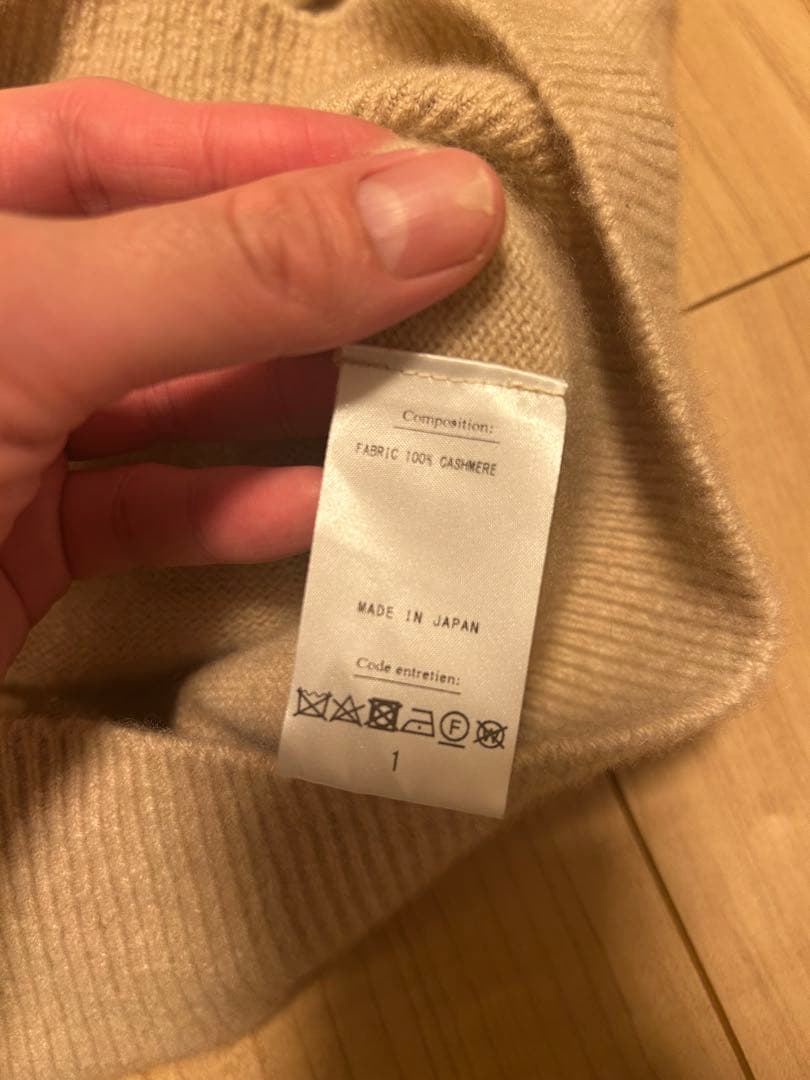 Composition:
FABRIC 100% CASHMERE
MADE IN JAPAN
Code entretien:
F W
1